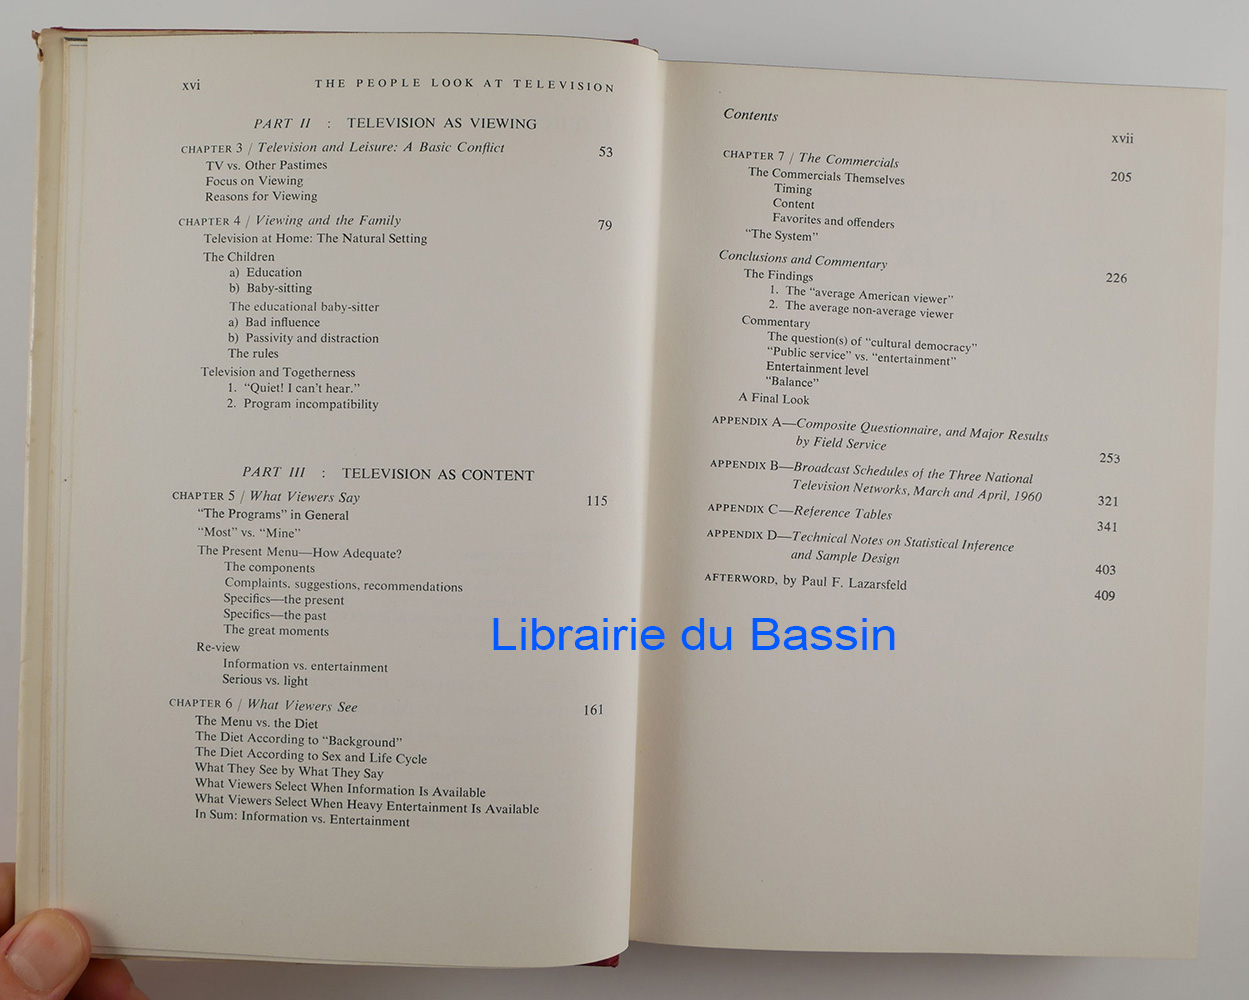 xvi THE PEOPLE LOOK AT TELEVISION
PART II : TELEVISION AS VIEWING
CHAPTER 3 / Television and Leisure: A Basic Conflict 53
TV vs. Other Pastimes
Focus on Viewing
Reasons for Viewing
CHAPTER 4 / Viewing and the Family 79
Television at Home: The Natural Setting
The Children
a) Education
b) Baby-sitting
The educational baby-sitter
a) Bad influence
b) Passivity and distraction
The rules
Television and Togetherness
1. “Quiet! I can't hear.”
2. Program incompatibility
PART III : TELEVISION AS CONTENT
CHAPTER 5 / What Viewers Say 115
“The Programs” in General
“Most” vs. “Mine”
The Present Menu—How Adequate?
The components
Complaints, suggestions, recommendations
Specifics—the present
Specifics—the past
The great moments
Re-view
Information vs. entertainment
Serious vs. light
CHAPTER 6 / What Viewers See 161
The Menu vs. the Diet
The Diet According to “Background”
The Diet According to Sex and Life Cycle
What They See by What They Say
What Viewers Select When Information Is Available
What Viewers Select When Heavy Entertainment Is Available
In Sum: Information vs. Entertainment
Contents xvii
CHAPTER 7 / The Commercials 205
The Commercials Themselves
Timing
Content
Favorites and offenders
“The System”
Conclusions and Commentary 226
The Findings
1. The “average American viewer”
2. The average non-average viewer
Commentary
The question(s) of “cultural democracy”
“Public service” vs. “entertainment”
Entertainment level
“Balance”
A Final Look
APPENDIX A—Composite Questionnaire, and Major Results
by Field Service 253
APPENDIX B—Broadcast Schedules of the Three National
Television Networks, March and April, 1960 321
APPENDIX C—Reference Tables 341
APPENDIX D—Technical Notes on Statistical Inference
and Sample Design 403
AFTERWORD, by Paul F. Lazarsfeld 409
Librairie du Bassin